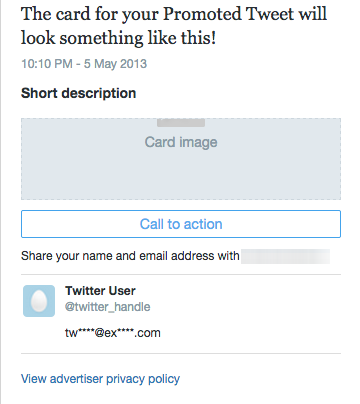 The card for your Promoted Tweet will
look something like this!
10:10 PM - 5 May 2013
Short description
Card image
Call to action
Share your name and email address with
Twitter User
@twitter_handle
tw****@ex****.com
View advertiser privacy policy